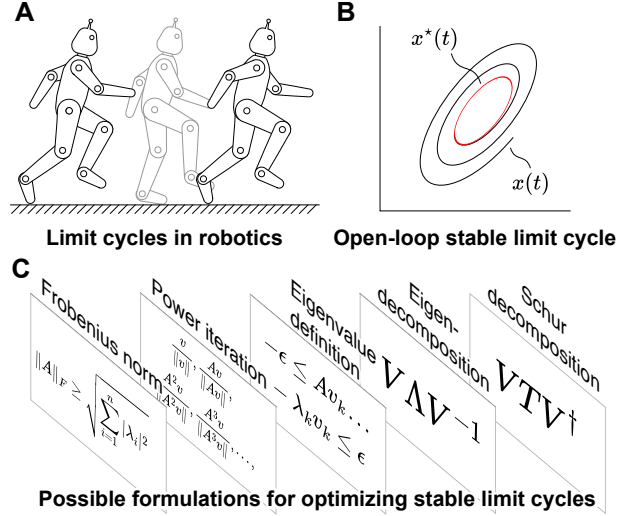 A
B
x*(t)
x(t)
Limit cycles in robotics
Open-loop stable limit cycle
C
Frobenius norm
‖A‖_F ≥ √(∑_{i=1}^{n} |λ_i|²)
Power iteration
v/‖v‖, Av/‖Av‖,
A²v/‖A²v‖, A³v/‖A³v‖, ...,
Eigenvalue
definition
−ϵ ≤ Av_k ...
− λ_k v_k ≤ ϵ
Eigen-
decomposition
VΛV⁻¹
Schur
decomposition
VTV†
Possible formulations for optimizing stable limit cycles